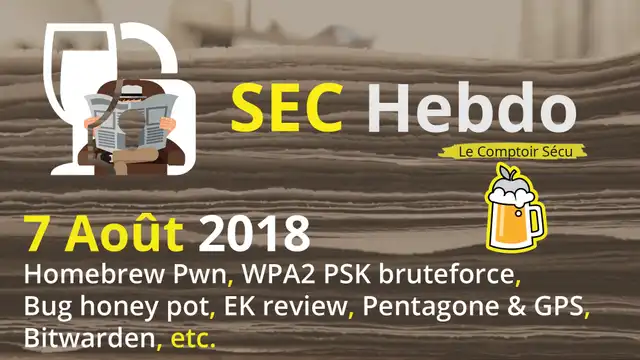 SEC Hebdo
Le Comptoir Sécu
7 Août 2018
Homebrew Pwn, WPA2 PSK bruteforce,
Bug honey pot, EK review, Pentagone & GPS,
Bitwarden, etc.